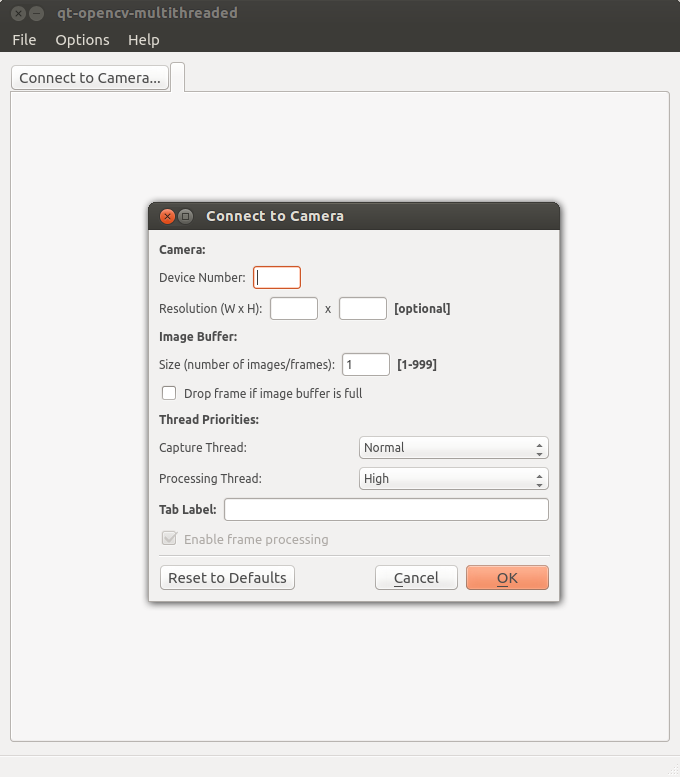 qt-opencv-multithreaded
File Options Help
Connect to Camera...
Connect to Camera
Camera:
Device Number:
Resolution (W x H): x [optional]
Image Buffer:
Size (number of images/frames): 1 [1-999]
Drop frame if image buffer is full
Thread Priorities:
Capture Thread: Normal
Processing Thread: High
Tab Label:
Enable frame processing
Reset to Defaults Cancel OK